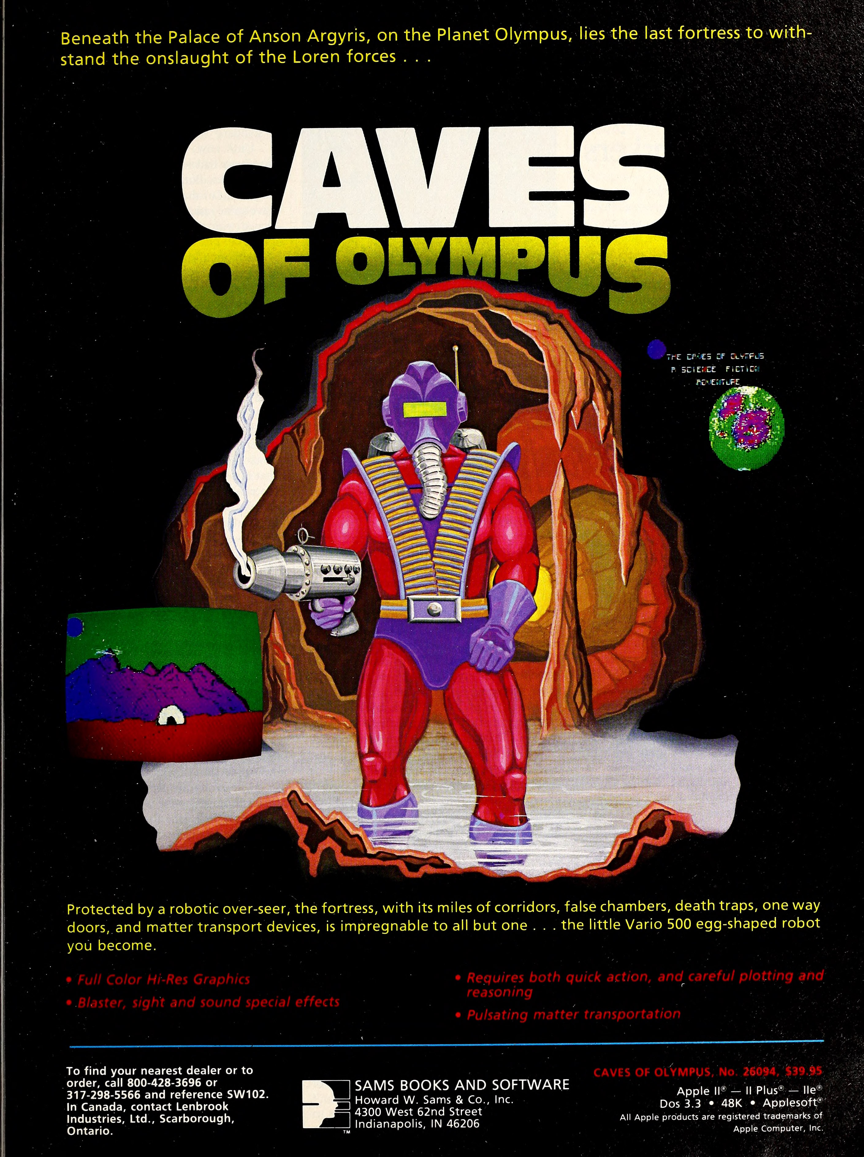 Beneath the Palace of Anson Argyris, on the Planet Olympus, lies the last fortress to with-
stand the onslaught of the Loren forces . . .
CAVES
OF OLYMPUS
THE CAVES OF OLYMPUS
A SCIENCE FICTION
ADVENTURE
Protected by a robotic over-seer, the fortress, with its miles of corridors, false chambers, death traps, one way
doors, and matter transport devices, is impregnable to all but one . . . the little Vario 500 egg-shaped robot
you become.
• Full Color Hi-Res Graphics
• Blaster, sight and sound special effects
• Requires both quick action, and careful plotting and
reasoning
• Pulsating matter transportation
To find your nearest dealer or to
order, call 800-428-3696 or
317-298-5566 and reference SW102.
In Canada, contact Lenbrook
Industries, Ltd., Scarborough,
Ontario.
TM
SAMS BOOKS AND SOFTWARE
Howard W. Sams & Co., Inc.
4300 West 62nd Street
Indianapolis, IN 46206
CAVES OF OLYMPUS, No. 26094, $39.95
Apple II® — II Plus® — IIe®
Dos 3.3 • 48K • Applesoft®
All Apple products are registered trademarks of
Apple Computer, Inc.